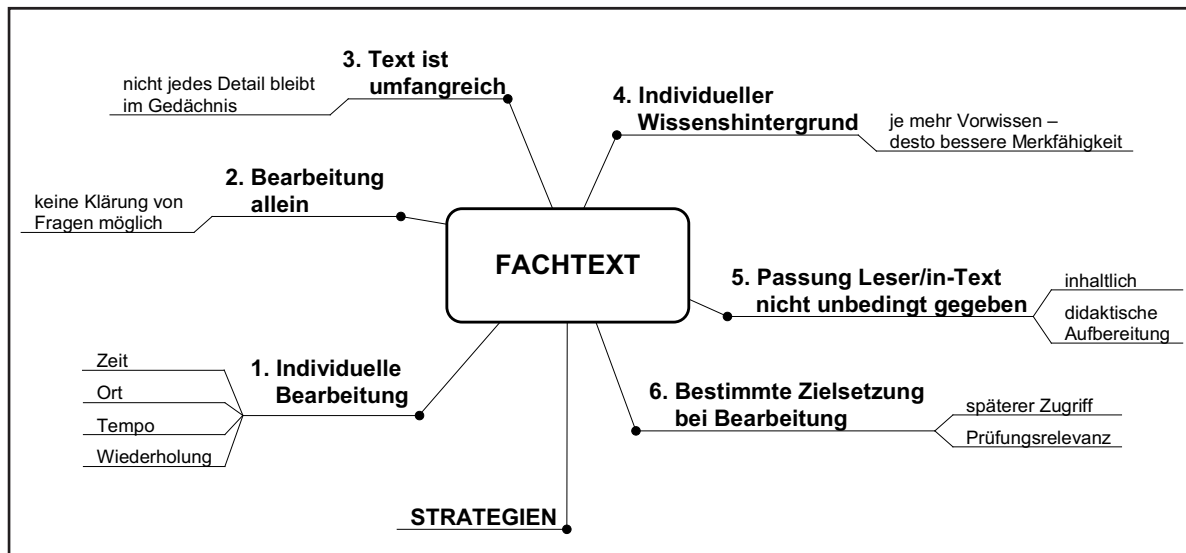 3. Text ist
umfangreich
nicht jedes Detail bleibt
im Gedächnis
4. Individueller
Wissenshintergrund
je mehr Vorwissen –
desto bessere Merkfähigkeit
2. Bearbeitung
allein
keine Klärung von
Fragen möglich
FACHTEXT
5. Passung Leser/in-Text
nicht unbedingt gegeben
inhaltlich
didaktische
Aufbereitung
1. Individuelle
Bearbeitung
Zeit
Ort
Tempo
Wiederholung
6. Bestimmte Zielsetzung
bei Bearbeitung
späterer Zugriff
Prüfungsrelevanz
STRATEGIEN